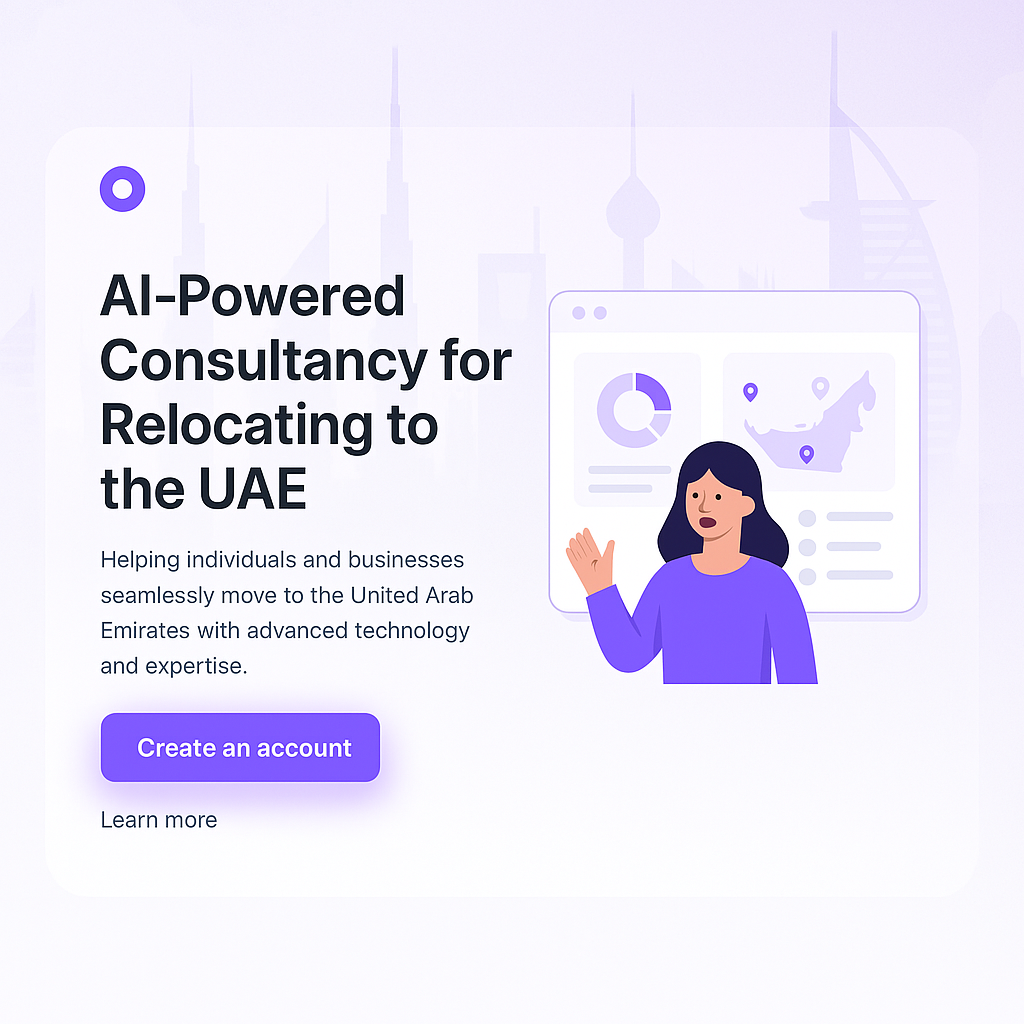 AI-Powered
Consultancy for
Relocating to
the UAE
Helping individuals and businesses
seamlessly move to the United Arab
Emirates with advanced technology
and expertise.
Create an account
Learn more